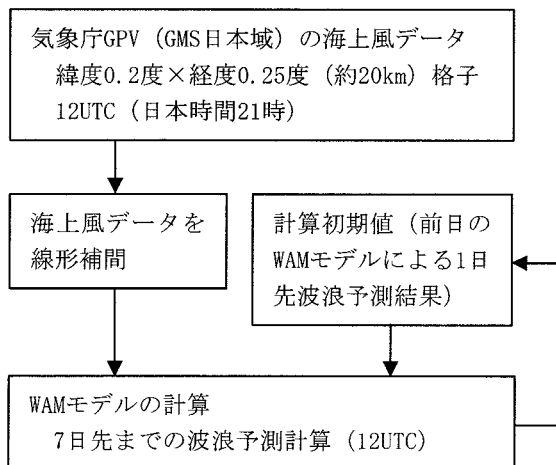 気象庁GPV（GMS日本域）の海上風データ
緯度0.2度×経度0.25度（約20km）格子
12UTC（日本時間21時）
海上風データを
線形補間
計算初期値（前日の
WAMモデルによる1日
先波浪予測結果）
WAMモデルの計算
7日先までの波浪予測計算（12UTC）